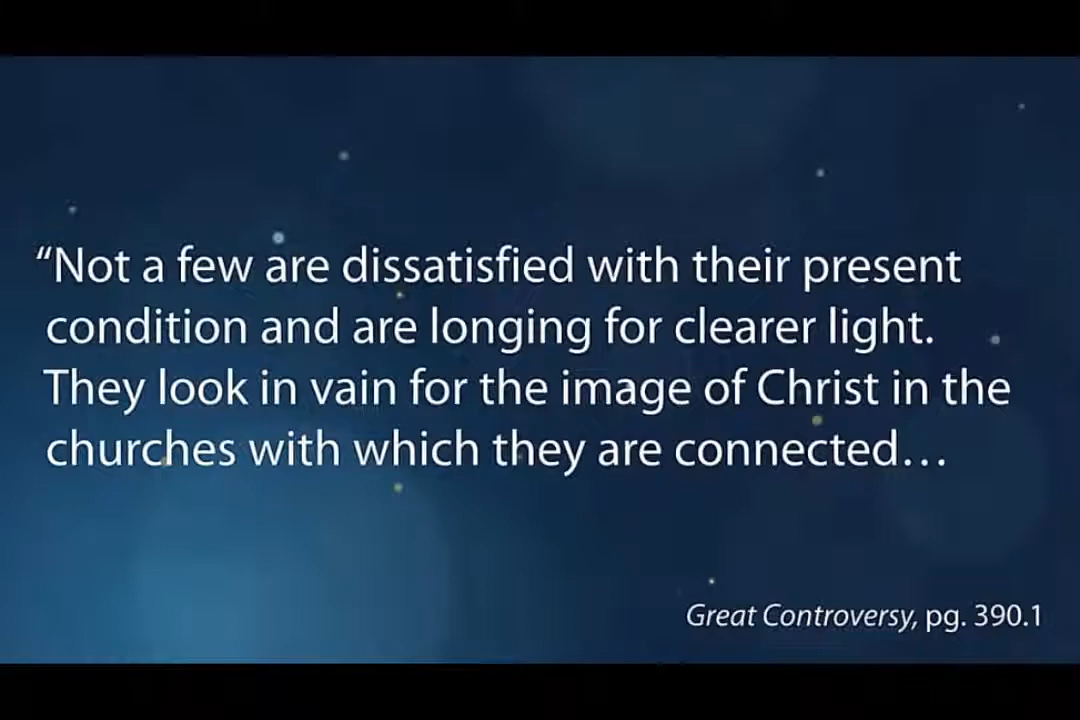 “Not a few are dissatisfied with their present
condition and are longing for clearer light.
They look in vain for the image of Christ in the
churches with which they are connected…
Great Controversy, pg. 390.1